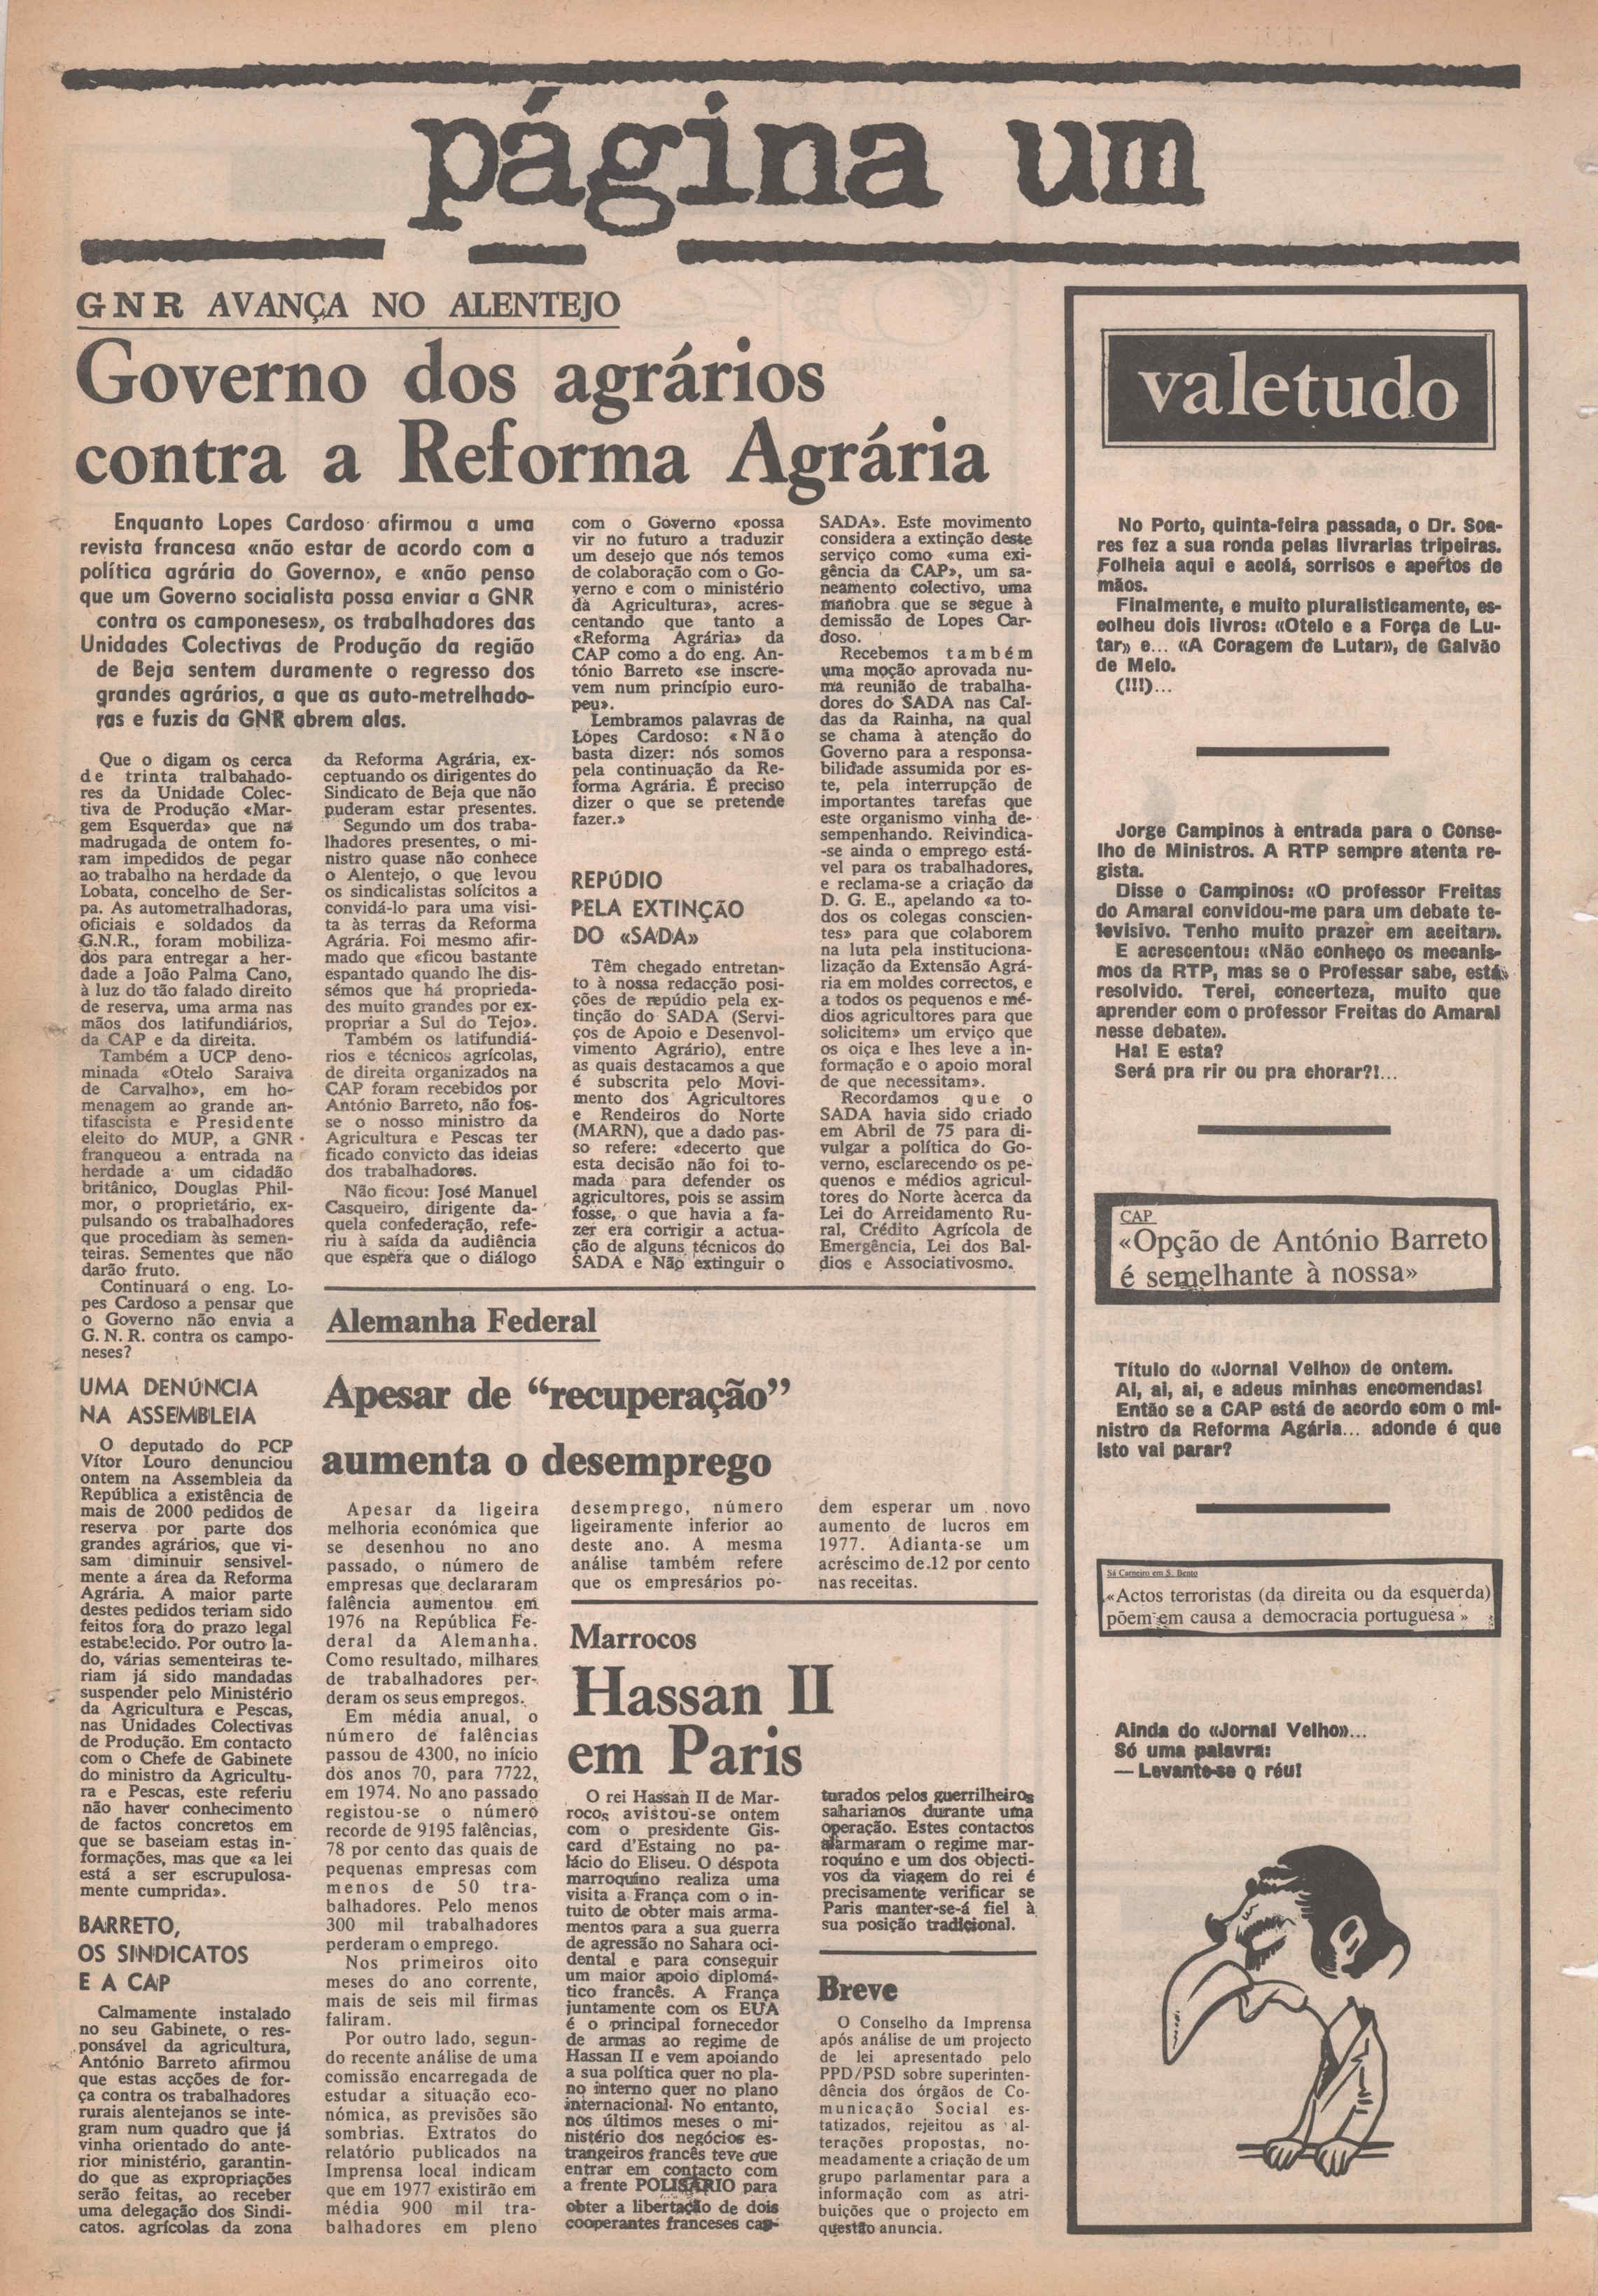 página um
GNR AVANÇA NO ALENTEJO
Governo dos agrários
contra a Reforma Agrária
Enquanto Lopes Cardoso afirmou a uma
revista francesa «não estar de acordo com a
política agrária do Governo», e «não penso
que um Governo socialista possa enviar a GNR
contra os camponeses», os trabalhadores das
Unidades Colectivas de Produção da região
de Beja sentem duramente o regresso dos
grandes agrários, a que as auto-metrelhado-
ras e fuzis da GNR abrem alas.
Que o digam os cerca
de trinta tralbahado-
res da Unidade Colec-
tiva de Produção «Mar-
gem Esquerda» que na
madrugada de ontem fo-
ram impedidos de pegar
ao trabalho na herdade da
Lobata, concelho de Ser-
pa. As autometralhadoras,
oficiais e soldados da
G.N.R., foram mobiliza-
dos para entregar a her-
dade a João Palma Cano,
à luz do tão falado direito
de reserva, uma arma nas
mãos dos latifundiários,
da CAP e da direita.
Também a UCP deno-
minada «Otelo Saraiva
de Carvalho», em ho-
menagem ao grande an-
tifascista e Presidente
eleito do MUP, a GNR
franqueou a entrada na
herdade a um cidadão
britânico, Douglas Phil-
mor, o proprietário, ex-
pulsando os trabalhadores
que procediam às semen-
teiras. Sementes que não
darão fruto.
Continuará o eng. Lo-
pes Cardoso a pensar que
o Governo não envia a
G. N. R. contra os campo-
neses?
UMA DENÚNCIA
NA ASSEMBLEIA
O deputado do PCP
Vítor Louro denunciou
ontem na Assembleia da
República a existência de
mais de 2000 pedidos de
reserva por parte dos
grandes agrários, que vi-
sam diminuir sensivel-
mente a área da Reforma
Agrária. A maior parte
destes pedidos teriam sido
feitos fora do prazo legal
estabelecido. Por outro la-
do, várias sementeiras te-
riam já sido mandadas
suspender pelo Ministério
da Agricultura e Pescas,
nas Unidades Colectivas
de Produção. Em contacto
com o Chefe de Gabinete
do ministro da Agricultu-
ra e Pescas, este referiu
não haver conhecimento
de factos concretos em
que se baseiam estas in-
formações, mas que «a lei
está a ser escrupulosa-
mente cumprida».
BARRETO,
OS SINDICATOS
E A CAP
Calmamente instalado
no seu Gabinete, o res-
ponsável da agricultura,
António Barreto afirmou
que estas acções de for-
ça contra os trabalhadores
rurais alentejanos se inte-
gram num quadro que já
vinha orientado do ante-
rior ministério, garantin-
do que as expropriações
serão feitas, ao receber
uma delegação dos Sindi-
catos. agrícolas da zona
da Reforma Agrária, ex-
ceptuando os dirigentes do
Sindicato de Beja que não
puderam estar presentes.
Segundo um dos traba-
lhadores presentes, o mi-
nistro quase não conhece
o Alentejo, o que levou
os sindicalistas solícitos a
convidá-lo para uma visi-
ta às terras da Reforma
Agrária. Foi mesmo afir-
mado que «ficou bastante
espantado quando lhe dis-
sémos que há proprieda-
des muito grandes por ex-
propriar a Sul do Tejo».
Também os latifundiá-
rios e técnicos agrícolas,
de direita organizados na
CAP foram recebidos por
António Barreto, não fos-
se o nosso ministro da
Agricultura e Pescas ter
ficado convicto das ideias
dos trabalhadores.
Não ficou: José Manuel
Casqueiro, dirigente da-
quela confederação, refe-
riu à saída da audiência
que espera que o diálogo
com o Governo «possa
vir no futuro a traduzir
um desejo que nós temos
de colaboração com o Go-
verno e com o ministério
da Agricultura», acres-
centando que tanto a
«Reforma Agrária» da
CAP como a do eng. An-
tónio Barreto «se inscre-
vem num princípio euro-
peu».
Lembramos palavras de
Lopes Cardoso: «Não
basta dizer: nós somos
pela continuação da Re-
forma Agrária. É preciso
dizer o que se pretende
fazer.»
REPÚDIO
PELA EXTINÇÃO
DO «SADA»
Têm chegado entretan-
to à nossa redacção posi-
ções de repúdio pela ex-
tinção do SADA (Servi-
ços de Apoio e Desenvol-
vimento Agrário), entre
as quais destacamos a que
é subscrita pelo Movi-
mento dos Agricultores
e Rendeiros do Norte
(MARN), que a dado pas-
so refere: «decerto que
esta decisão não foi to-
mada para defender os
agricultores, pois se assim
fosse, o que havia a fa-
zer era corrigir a actua-
ção de alguns técnicos do
SADA e Não extinguir o
SADA». Este movimento
considera a extinção deste
serviço como «uma exi-
gência da CAP», um sa-
neamento colectivo, uma
mañobra que se segue à
demissão de Lopes Car-
doso.
Recebemos também
uma moção aprovada nu-
ma reunião de trabalha-
dores do SADA nas Cal-
das da Rainha, na qual
se chama à atenção do
Governo para a responsa-
bilidade assumida por es-
te, pela interrupção de
importantes tarefas que
este organismo vinha de-
sempenhando. Reivindica-
-se ainda o emprego está-
vel para os trabalhadores,
e reclama-se a criação da
D. G. E., apelando «a to-
dos os colegas conscien-
tes» para que colaborem
na luta pela instituciona-
lização da Extensão Agrá-
ria em moldes correctos, e
a todos os pequenos e mé-
dios agricultores para que
solicitem» um erviço que
os oiça e lhes leve a in-
formação e o apoio moral
de que necessitam».
Recordamos que o
SADA havia sido criado
em Abril de 75 para di-
vulgar a política do Go-
verno, esclarecendo os pe-
quenos e médios agricul-
tores do Norte àcerca da
Lei do Arreidamento Ru-
ral, Crédito Agrícola de
Emergência, Lei dos Bal-
dios e Associativosmo.
Alemanha Federal
Apesar de “recuperação”
aumenta o desemprego
Apesar da ligeira
melhoria económica que
se desenhou no ano
passado, o número de
empresas que declararam
falência aumentou em
1976 na República Fe-
deral da Alemanha.
Como resultado, milhares
de trabalhadores per-
deram os seus empregos.
Em média anual, o
número de falências
passou de 4300, no início
dos anos 70, para 7722,
em 1974. No ano passado
registou-se o número
recorde de 9195 falências,
78 por cento das quais de
pequenas empresas com
menos de 50 tra-
balhadores. Pelo menos
300 mil trabalhadores
perderam o emprego.
Nos primeiros oito
meses do ano corrente,
mais de seis mil firmas
faliram.
Por outro lado, segun-
do recente análise de uma
comissão encarregada de
estudar a situação eco-
nómica, as previsões são
sombrias. Extratos do
relatório publicados na
Imprensa local indicam
que em 1977 existirão em
média 900 mil tra-
balhadores em pleno
desemprego, número
ligeiramente inferior ao
deste ano. A mesma
análise também refere
que os empresários po-
dem esperar um novo
aumento de lucros em
1977. Adianta-se um
acréscimo de 12 por cento
nas receitas.
Marrocos
Hassan II
em Paris
O rei Hassan II de Mar-
rocos avistou-se ontem
com o presidente Gis-
card d'Estaing no pa-
lácio do Eliseu. O déspota
marroquino realiza uma
visita a França com o in-
tuito de obter mais arma-
mentos para a sua guerra
de agressão no Sahara oci-
dental e para conseguir
um maior apoio diplomá-
tico francês. A França
juntamente com os EUA
é o principal fornecedor
de armas ao regime de
Hassan II e vem apoiando
a sua política quer no pla-
no interno quer no plano
internacional. No entanto,
nos últimos meses o mi-
nistério dos negócios es-
trangeiros francês teve que
entrar em contacto com
a frente POLISARIO para
obter a libertação de dois
cooperantes franceses cap-
turados pelos guerrilheiros
saharianos durante uma
operação. Estes contactos
alarmaram o regime mar-
roquino e um dos objecti-
vos da viagem do rei é
precisamente verificar se
Paris manter-se-á fiel à
sua posição tradicional.
Breve
O Conselho da Imprensa
após análise de um projecto
de lei apresentado pelo
PPD/PSD sobre superinten-
dência dos órgãos de Co-
municação Social es-
tatizados, rejeitou as al-
terações propostas, no-
meadamente a criação de um
grupo parlamentar para a
informação com as atri-
buições que o projecto em
questão anuncia.
valetudo
No Porto, quinta-feira passada, o Dr. Soa-
res fez a sua ronda pelas livrarias tripeiras.
Folheia aqui e acolá, sorrisos e apertos de
mãos.
Finalmente, e muito pluralisticamente, es-
colheu dois livros: «Otelo e a Força de Lu-
tar» e... «A Coragem de Lutar», de Galvão
de Melo.
(!!!)...
Jorge Campinos à entrada para o Conse-
lho de Ministros. A RTP sempre atenta re-
gista.
Disse o Campinos: «O professor Freitas
do Amaral convidou-me para um debate te-
levisivo. Tenho muito prazer em aceitar».
E acrescentou: «Não conheço os mecanis-
mos da RTP, mas se o Professar sabe, está
resolvido. Terei, concerteza, muito que
aprender com o professor Freitas do Amaral
nesse debate».
Ha! E esta?
Será pra rir ou pra chorar?!...
CAP
«Opção de António Barreto
é semelhante à nossa»
Título do «Jornal Velho» de ontem.
Ai, ai, ai, e adeus minhas encomendas!
Então se a CAP está de acordo com o mi-
nistro da Reforma Agária... adonde é que
isto vai parar?
Sá Carneiro em S. Bento
«Actos terroristas (da direita ou da esquerda)
põem em causa a democracia portuguesa»
Ainda do «Jornal Velho»...
Só uma palavra:
— Levante-se o réu!